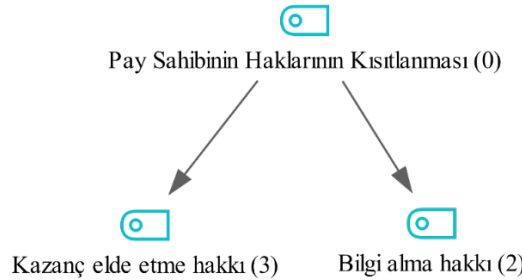 Pay Sahibinin Haklarının Kısıtlanması (0)
Kazanç elde etme hakkı (3)
Bilgi alma hakkı (2)